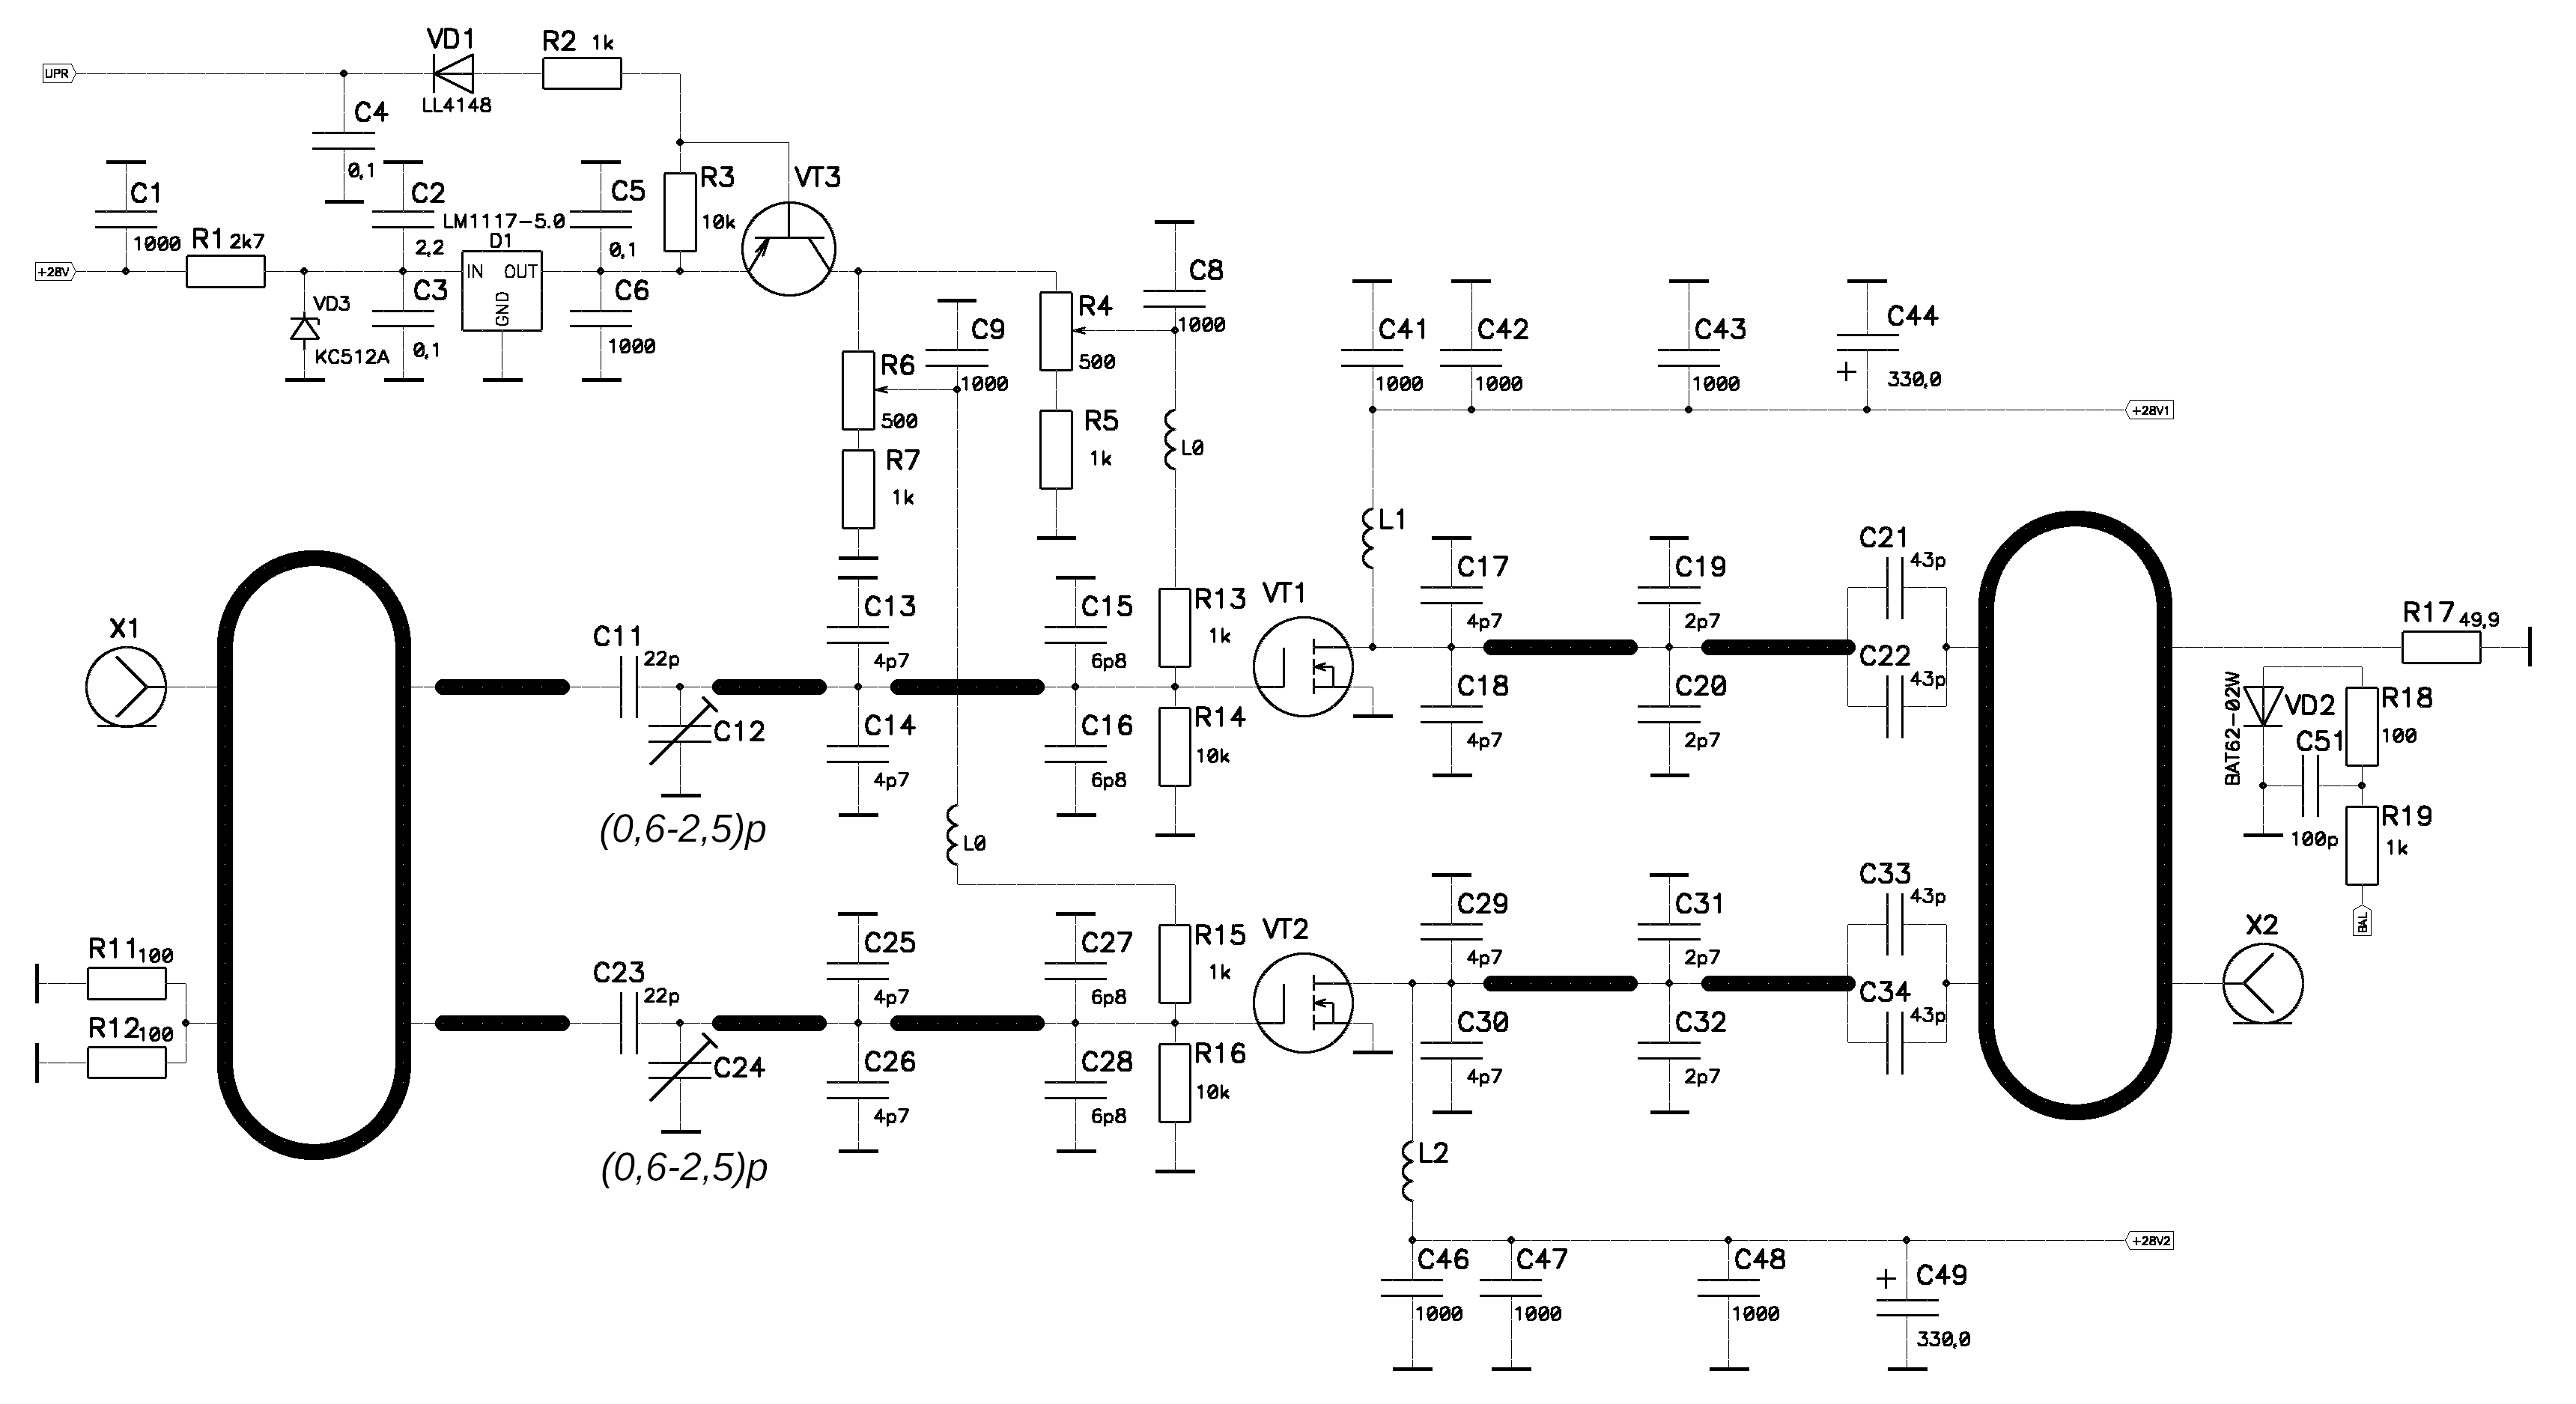 VD1
R2 1k
UPR
LL4148
C4
0,1
VT3
R3
10k
C1
1000
C2
2,2
C5
0,1
LM1117-5.0
D1
R1 2k7
+28V
IN OUT
GND
C3
0,1
C6
1000
VD3
KC512A
C8
1000
R4
500
C9
1000
R6
500
R5
1k
R7
1k
L0
C41
1000
C42
1000
C43
1000
C44
+
330,0
+28V1
L1
X1
C11
22p
C12
(0,6-2,5)p
C13
4p7
C14
4p7
C15
6p8
C16
6p8
R13
1k
R14
10k
VT1
C17
4p7
C18
4p7
C19
2p7
C20
2p7
C21
43p
C22
43p
R17 49,9
BAT62-02W
VD2
R18
100
C51
100p
R19
1k
BAL
L0
R11 100
R12 100
C23
22p
C24
(0,6-2,5)p
C25
4p7
C26
4p7
C27
6p8
C28
6p8
R15
1k
R16
10k
VT2
C29
4p7
C30
4p7
C31
2p7
C32
2p7
C33
43p
C34
43p
X2
L2
+28V2
C46
1000
C47
1000
C48
1000
+
C49
330,0